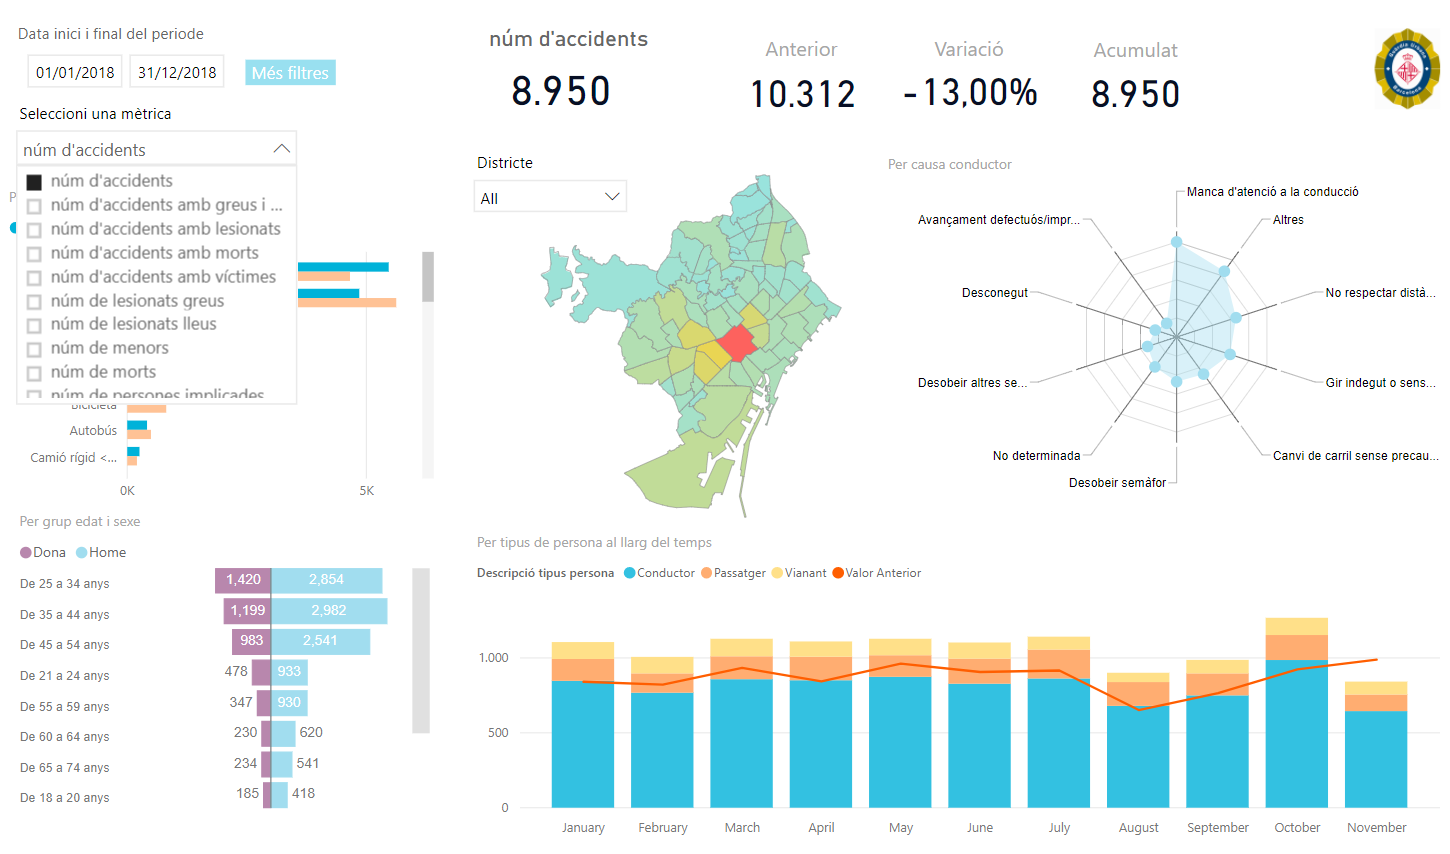 Data inici i final del periode
01/01/2018
31/12/2018
Més filtres
núm d'accidents
8.950
Anterior
10.312
Variació
-13,00%
Acumulat
8.950
Guàrdia Urbana
Barcelona
Seleccioni una mètrica
núm d'accidents
núm d'accidents
núm d'accidents amb greus i ...
núm d'accidents amb lesionats
núm d'accidents amb morts
núm d'accidents amb víctimes
núm de lesionats greus
núm de lesionats lleus
núm de menors
núm de morts
núm de persones implicades
P
Bicicleta
Autobús
Camió rígid <...
0K
5K
Districte
All
Per causa conductor
Manca d'atenció a la conducció
Altres
No respectar distà...
Gir indegut o sens...
Canvi de carril sense precau...
Desobeir semàfor
No determinada
Desobeir altres se...
Desconegut
Avançament defectuós/impr...
Per grup edat i sexe
Dona Home
De 25 a 34 anys 1,420 2,854
De 35 a 44 anys 1,199 2,982
De 45 a 54 anys 983 2,541
De 21 a 24 anys 478 933
De 55 a 59 anys 347 930
De 60 a 64 anys 230 620
De 65 a 74 anys 234 541
De 18 a 20 anys 185 418
Per tipus de persona al llarg del temps
Descripció tipus persona Conductor Passatger Vianant Valor Anterior
1.000
500
0
January February March April May June July August September October November